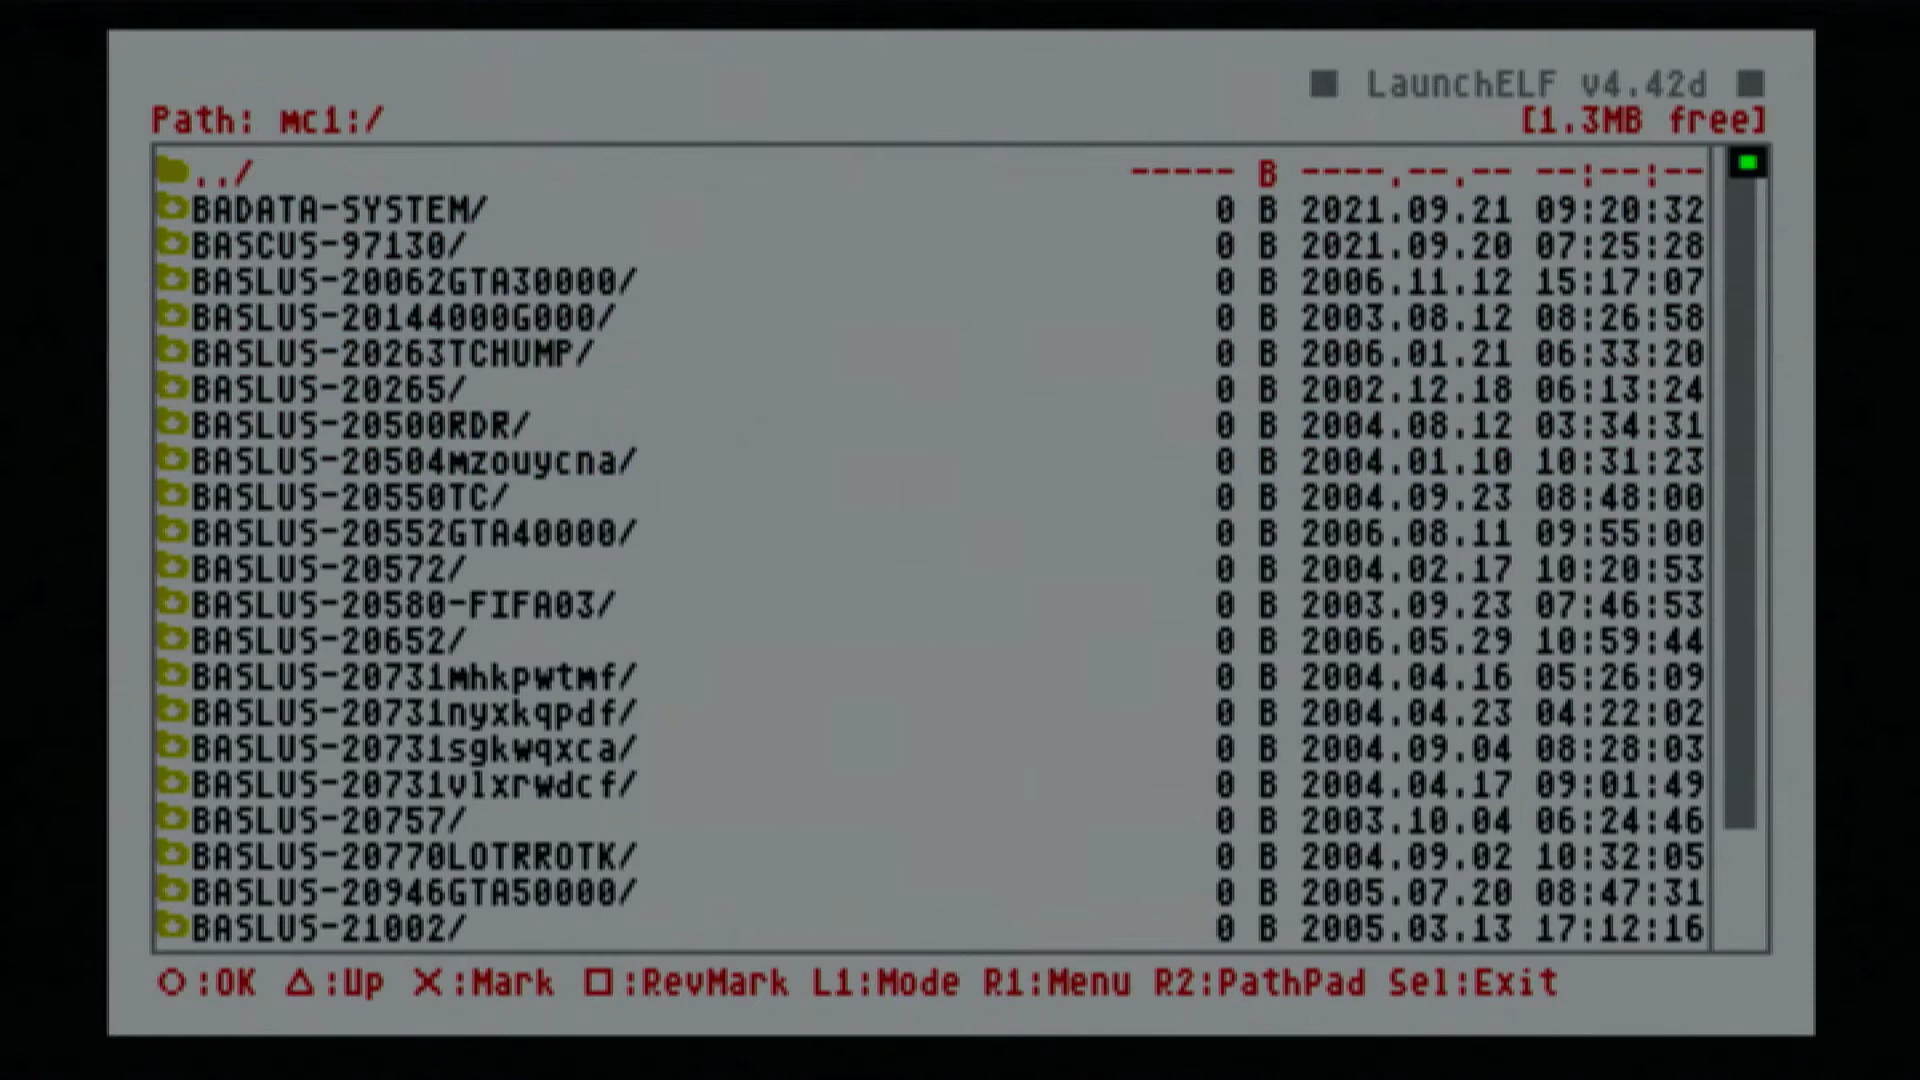 ■ LaunchELF v4.42d ■
Path: mc1:/ [1.3MB free]
../ ----- B ----.--.-- --:--:--
BADATA-SYSTEM/ 0 B 2021.09.21 09:20:32
BASCUS-97130/ 0 B 2021.09.20 07:25:28
BASLUS-20062GTA30000/ 0 B 2006.11.12 15:17:07
BASLUS-20144000G000/ 0 B 2003.08.12 08:26:58
BASLUS-20263TCHUMP/ 0 B 2006.01.21 06:33:20
BASLUS-20265/ 0 B 2002.12.18 06:13:24
BASLUS-20500RDR/ 0 B 2004.08.12 03:34:31
BASLUS-20504mzouycna/ 0 B 2004.01.10 10:31:23
BASLUS-20550TC/ 0 B 2004.09.23 08:48:00
BASLUS-20552GTA40000/ 0 B 2006.08.11 09:55:00
BASLUS-20572/ 0 B 2004.02.17 10:20:53
BASLUS-20580-FIFA03/ 0 B 2003.09.23 07:46:53
BASLUS-20652/ 0 B 2006.05.29 10:59:44
BASLUS-20731mhkpwtmf/ 0 B 2004.04.16 05:26:09
BASLUS-20731nyxkqpdf/ 0 B 2004.04.23 04:22:02
BASLUS-20731sgkwqxca/ 0 B 2004.09.04 08:28:03
BASLUS-20731vlxrwdcf/ 0 B 2004.04.17 09:01:49
BASLUS-20757/ 0 B 2003.10.04 06:24:46
BASLUS-20770LOTRROTK/ 0 B 2004.09.02 10:32:05
BASLUS-20946GTA50000/ 0 B 2005.07.20 08:47:31
BASLUS-21002/ 0 B 2005.03.13 17:12:16
○:OK △:Up ✕:Mark □:RevMark L1:Mode R1:Menu R2:PathPad Sel:Exit